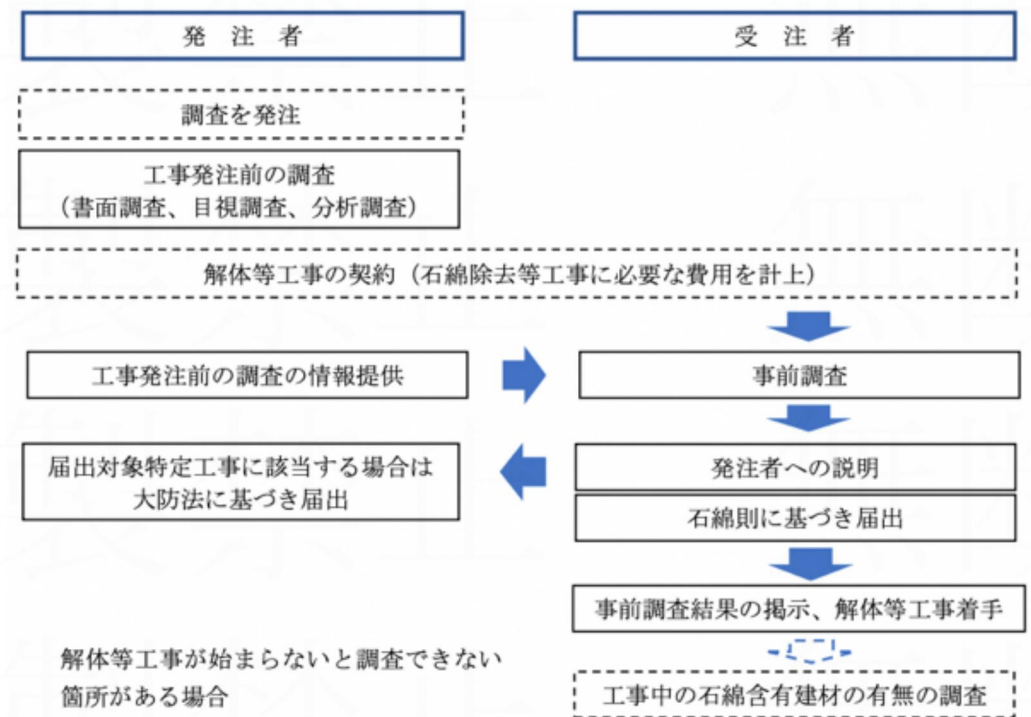 発注者
受注者
調査を発注
工事発注前の調査
（書面調査、目視調査、分析調査）
解体等工事の契約（石綿除去等工事に必要な費用を計上）
工事発注前の調査の情報提供
事前調査
届出対象特定工事に該当する場合は
大防法に基づき届出
発注者への説明
石綿則に基づき届出
事前調査結果の掲示、解体等工事着手
解体等工事が始まらないと調査できない
箇所がある場合
工事中の石綿含有建材の有無の調査